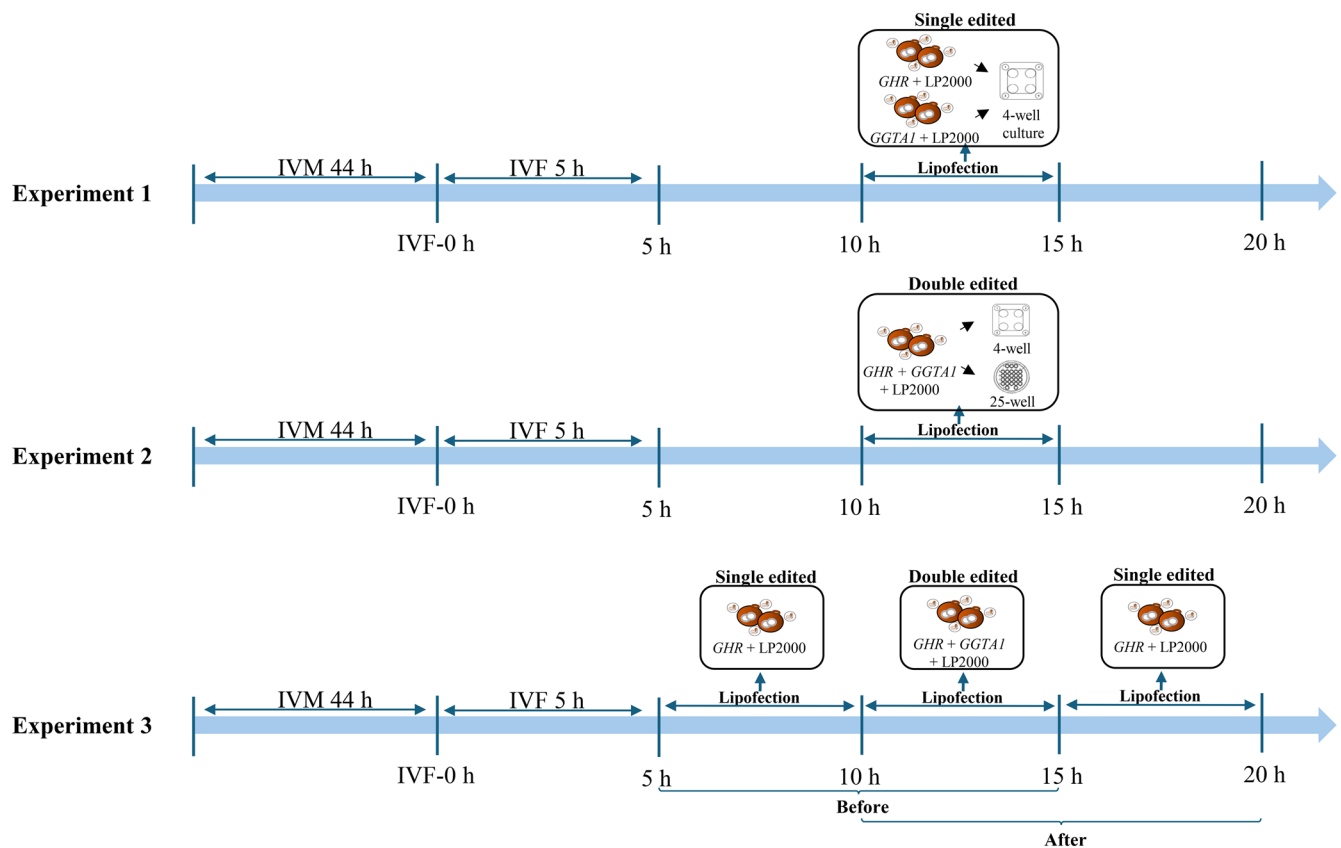 Single edited
GHR + LP2000
GGTA1 + LP2000
4-well
culture
Experiment 1
IVM 44 h
IVF 5 h
Lipofection
IVF-0 h
5 h
10 h
15 h
20 h
Double edited
GHR + GGTA1
+ LP2000
4-well
25-well
Experiment 2
IVM 44 h
IVF 5 h
Lipofection
IVF-0 h
5 h
10 h
15 h
20 h
Single edited
GHR + LP2000
Double edited
GHR + GGTA1
+ LP2000
Single edited
GHR + LP2000
Experiment 3
IVM 44 h
IVF 5 h
Lipofection
Lipofection
Lipofection
IVF-0 h
5 h
10 h
15 h
20 h
Before
After